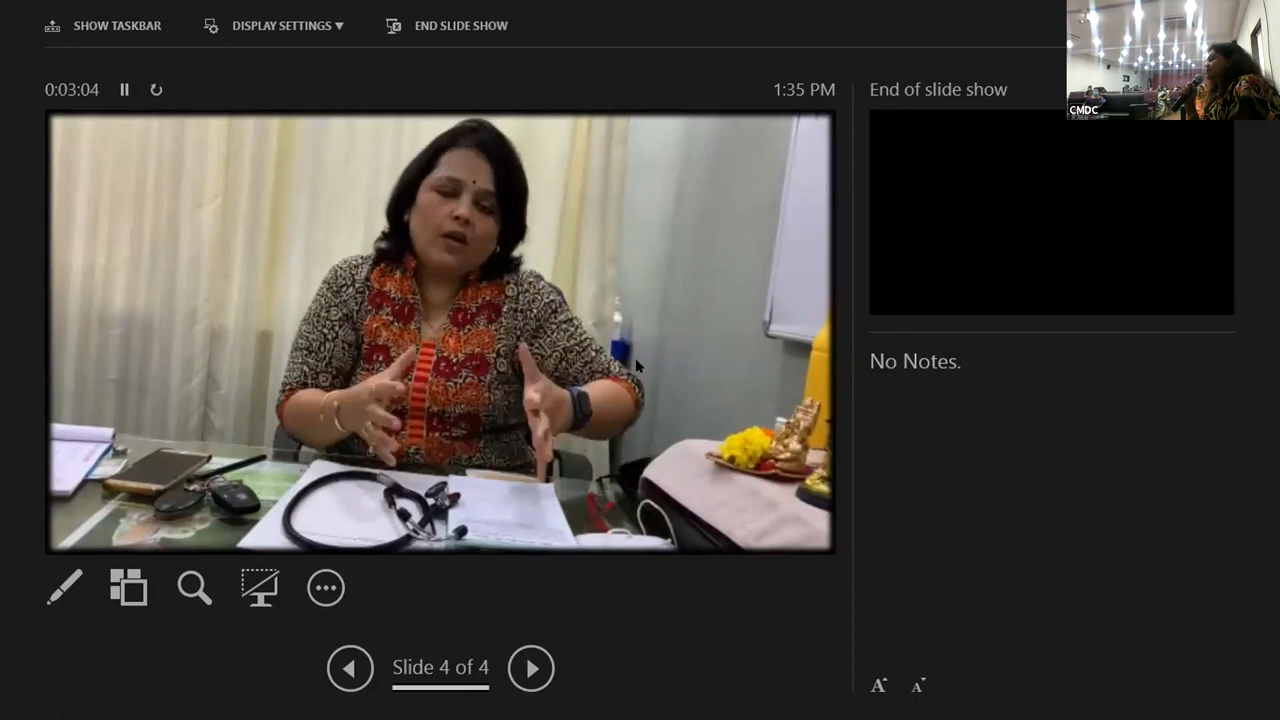 SHOW TASKBAR
DISPLAY SETTINGS
END SLIDE SHOW
0:03:04
1:35 PM
End of slide show
CMDC
No Notes.
Slide 4 of 4
A A